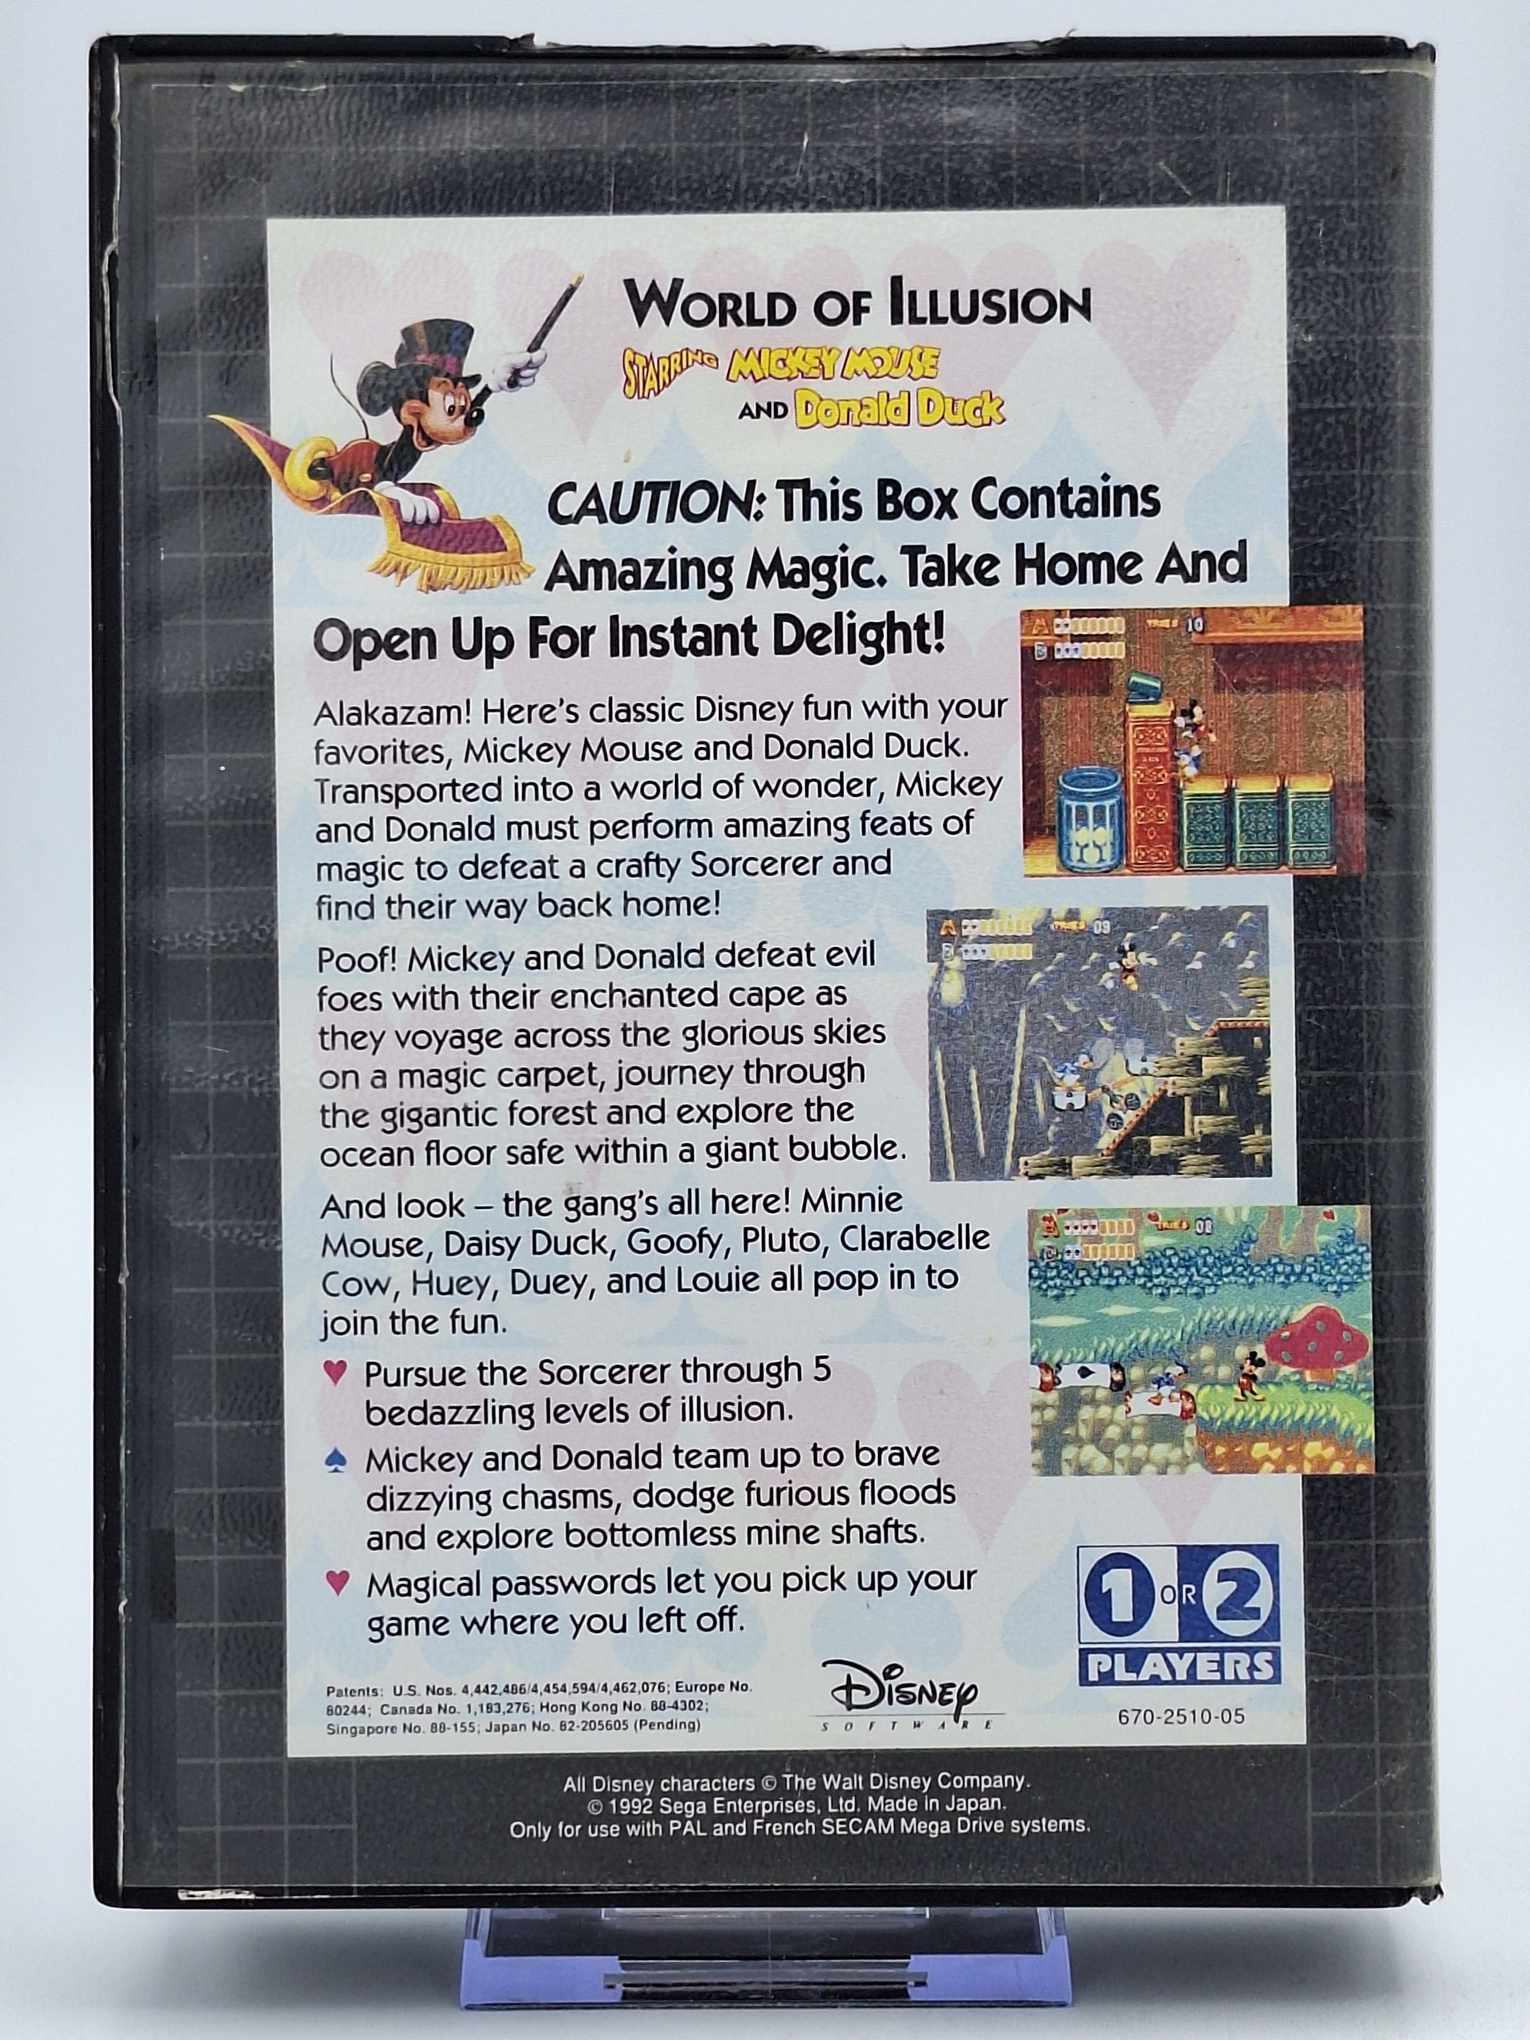 WORLD OF ILLUSION
STARRING MICKEY MOUSE
AND Donald Duck
CAUTION: This Box Contains
Amazing Magic. Take Home And
Open Up For Instant Delight!
TRIES 10
Alakazam! Here's classic Disney fun with your
favorites, Mickey Mouse and Donald Duck.
Transported into a world of wonder, Mickey
and Donald must perform amazing feats of
magic to defeat a crafty Sorcerer and
find their way back home!
TRIES 09
Poof! Mickey and Donald defeat evil
foes with their enchanted cape as
they voyage across the glorious skies
on a magic carpet, journey through
the gigantic forest and explore the
ocean floor safe within a giant bubble.
And look – the gang's all here! Minnie
Mouse, Daisy Duck, Goofy, Pluto, Clarabelle
Cow, Huey, Duey, and Louie all pop in to
join the fun.
TRIES 08
♥ Pursue the Sorcerer through 5
bedazzling levels of illusion.
♠ Mickey and Donald team up to brave
dizzying chasms, dodge furious floods
and explore bottomless mine shafts.
♥ Magical passwords let you pick up your
game where you left off.
1 OR 2
PLAYERS
Patents: U.S. Nos. 4,442,486/4,454,594/4,462,076; Europe No.
80244; Canada No. 1,183,276; Hong Kong No. 88-4302;
Singapore No. 88-155; Japan No. 82-205605 (Pending)
Disney
SOFTWARE
670-2510-05
All Disney characters © The Walt Disney Company.
© 1992 Sega Enterprises, Ltd. Made in Japan.
Only for use with PAL and French SECAM Mega Drive systems.